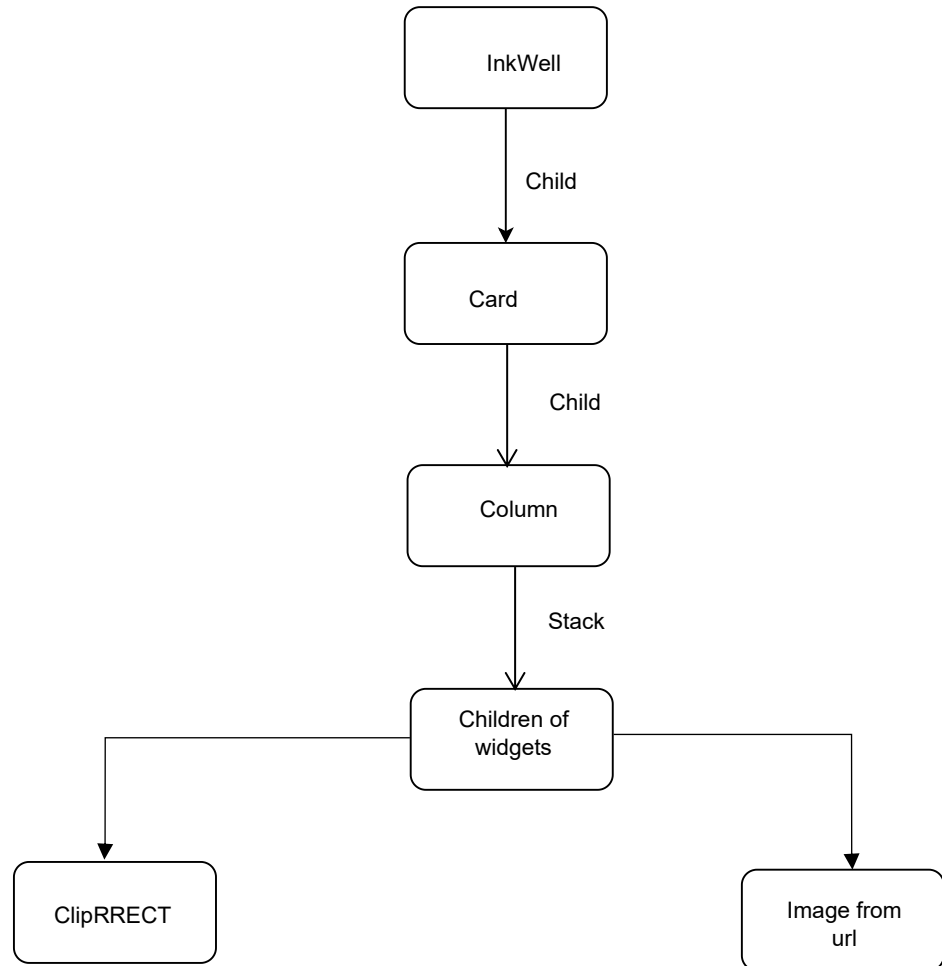 InkWell
Child
Card
Child
Column
Stack
Children of
widgets
ClipRRECT
Image from
url